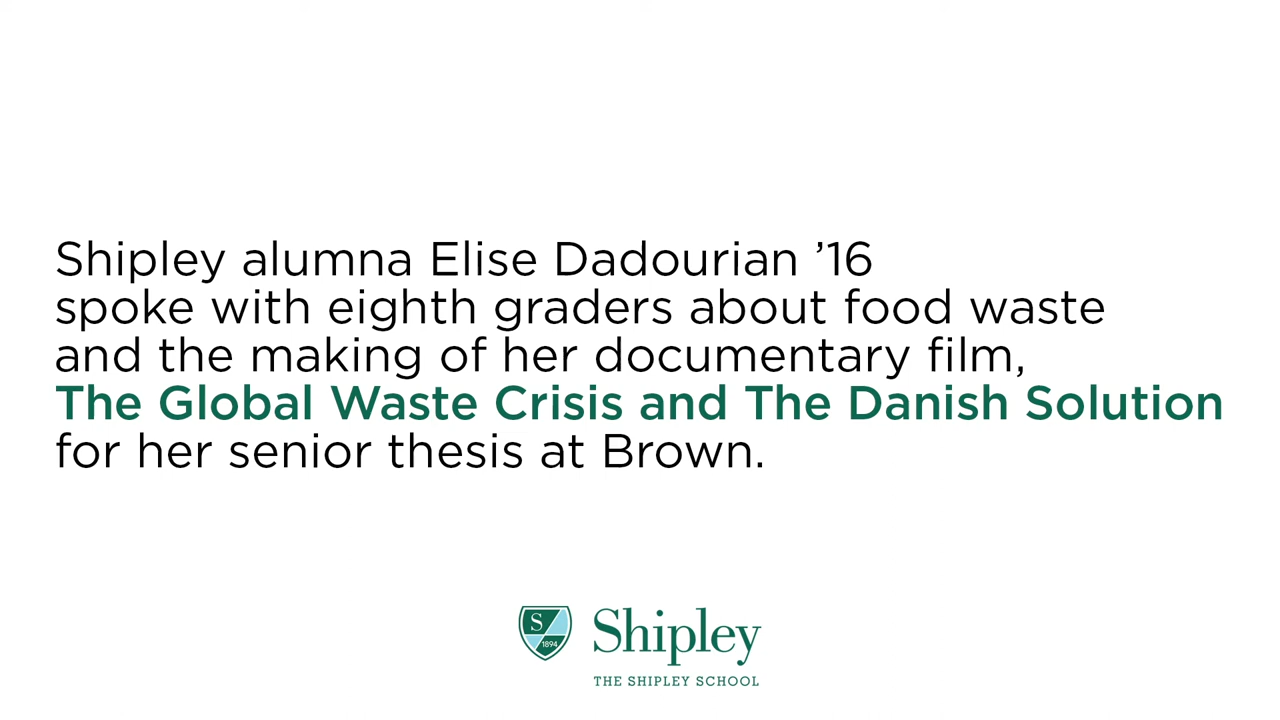 Shipley alumna Elise Dadourian ’16
spoke with eighth graders about food waste
and the making of her documentary film,
The Global Waste Crisis and The Danish Solution
for her senior thesis at Brown.
S
1894
Shipley
THE SHIPLEY SCHOOL